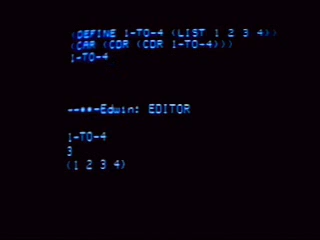 (DEFINE 1-TO-4 (LIST 1 2 3 4))
(CAR (CDR (CDR 1-TO-4)))
1-TO-4
--**-Edwin: EDITOR
1-TO-4
3
(1 2 3 4)